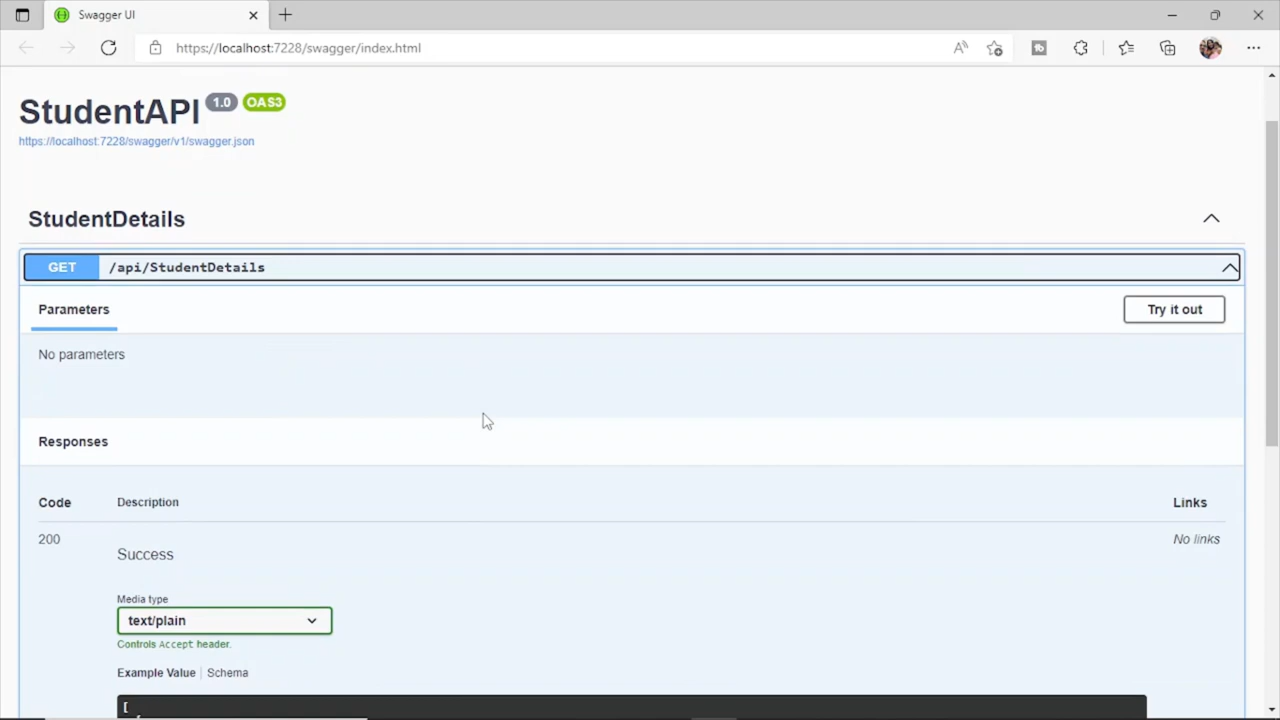 Swagger UI
https://localhost:7228/swagger/index.html
StudentAPI 1.0 OAS3
https://localhost:7228/swagger/v1/swagger.json
StudentDetails
GET /api/StudentDetails
Parameters
Try it out
No parameters
Responses
Code Description Links
200 Success No links
Media type
text/plain
Controls Accept header.
Example Value Schema
[
{